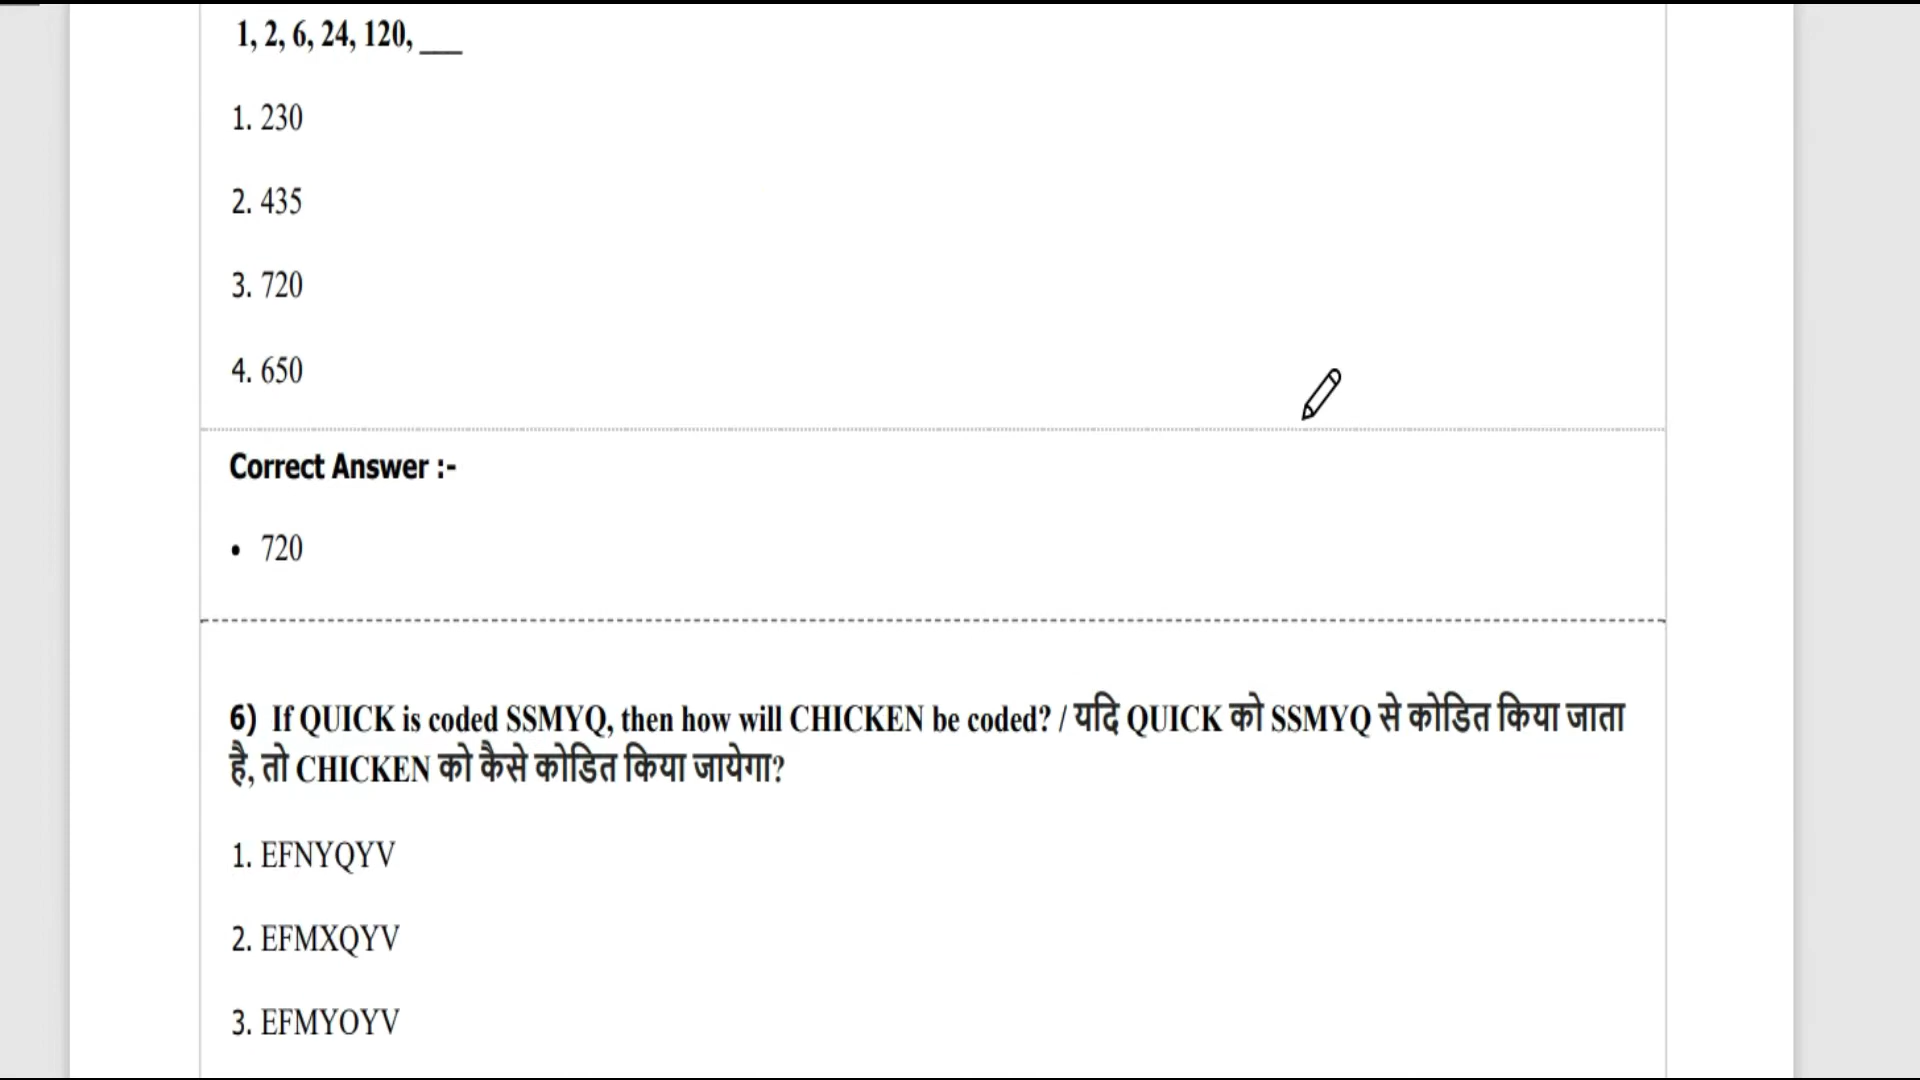 1, 2, 6, 24, 120, ___
1. 230
2. 435
3. 720
4. 650
Correct Answer :-
• 720
6) If QUICK is coded SSMYQ, then how will CHICKEN be coded? / यदि QUICK को SSMYQ से कोडित किया जाता
है, तो CHICKEN को कैसे कोडित किया जायेगा?
1. EFNYQYV
2. EFMXQYV
3. EFMYOYV